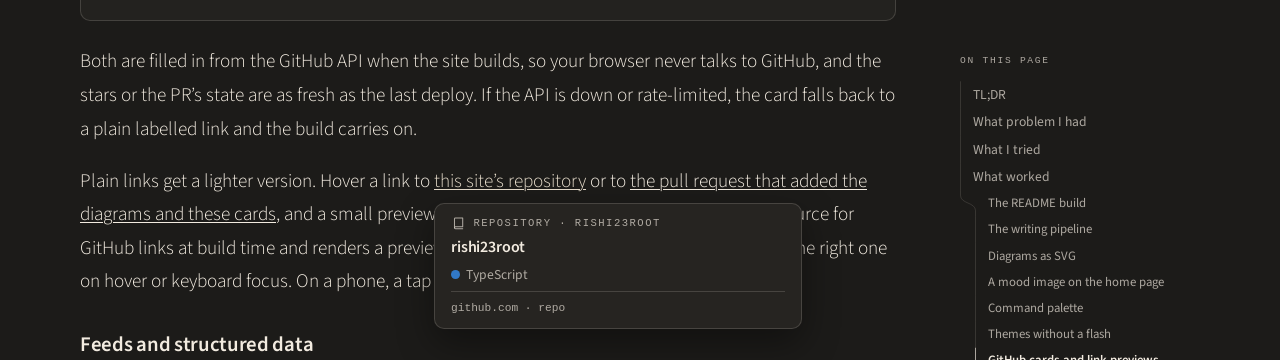 Both are filled in from the GitHub API when the site builds, so your browser never talks to GitHub, and the
stars or the PR's state are as fresh as the last deploy. If the API is down or rate-limited, the card falls back to
a plain labelled link and the build carries on.
Plain links get a lighter version. Hover a link to this site's repository or to the pull request that added the
diagrams and these cards, and a small preview
for
GitHub links at build time and renders a
right one
on hover or keyboard focus. On a phone, a tap
REPOSITORY · RISHI23ROOT
rishi23root
TypeScript
github.com · repo
Feeds and structured data
ON THIS PAGE
TL;DR
What problem I had
What I tried
What worked
The README build
The writing pipeline
Diagrams as SVG
A mood image on the home page
Command palette
Themes without a flash
GitHub cards and link previews